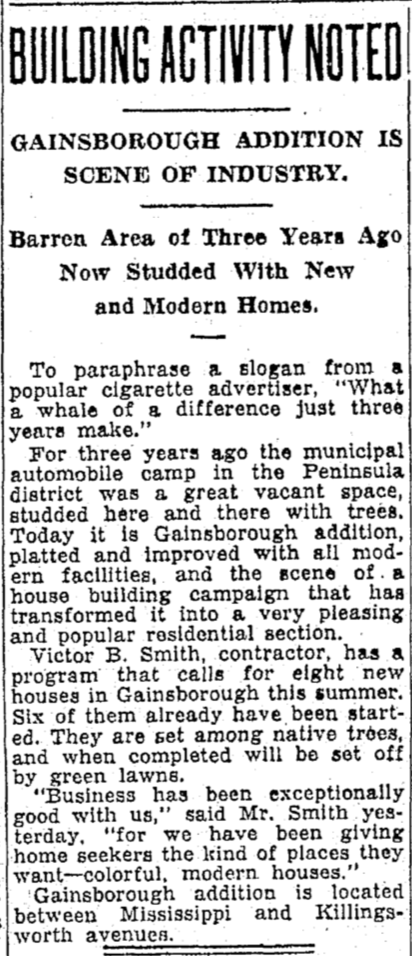 BUILDING ACTIVITY NOTED
GAINSBOROUGH ADDITION IS
SCENE OF INDUSTRY.
Barren Area of Three Years Ago
Now Studded With New
and Modern Homes.
To paraphrase a slogan from a
popular cigarette advertiser, "What
a whale of a difference just three
years make."
For three years ago the municipal
automobile camp in the Peninsula
district was a great vacant space,
studded here and there with trees.
Today it is Gainsborough addition,
platted and improved with all mod-
ern facilities, and the scene of a
house building campaign that has
transformed it into a very pleasing
and popular residential section.
Victor B. Smith, contractor, has a
program that calls for eight new
houses in Gainsborough this summer.
Six of them already have been start-
ed. They are set among native trees,
and when completed will be set off
by green lawns.
"Business has been exceptionally
good with us," said Mr. Smith yes-
terday, "for we have been giving
home seekers the kind of places they
want—colorful, modern houses."
Gainsborough addition is located
between Mississippi and Killings-
worth avenues.